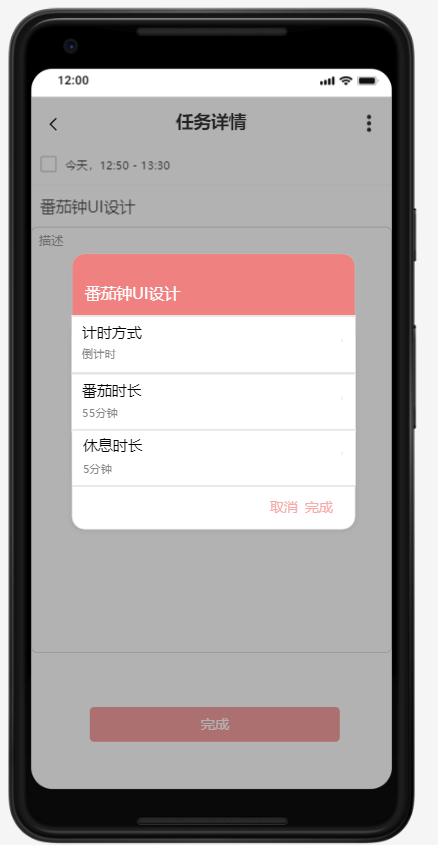 12:00
任务详情
今天，12:50 - 13:30
番茄钟UI设计
描述
番茄钟UI设计
计时方式
倒计时
番茄时长
55分钟
休息时长
5分钟
取消 完成
完成